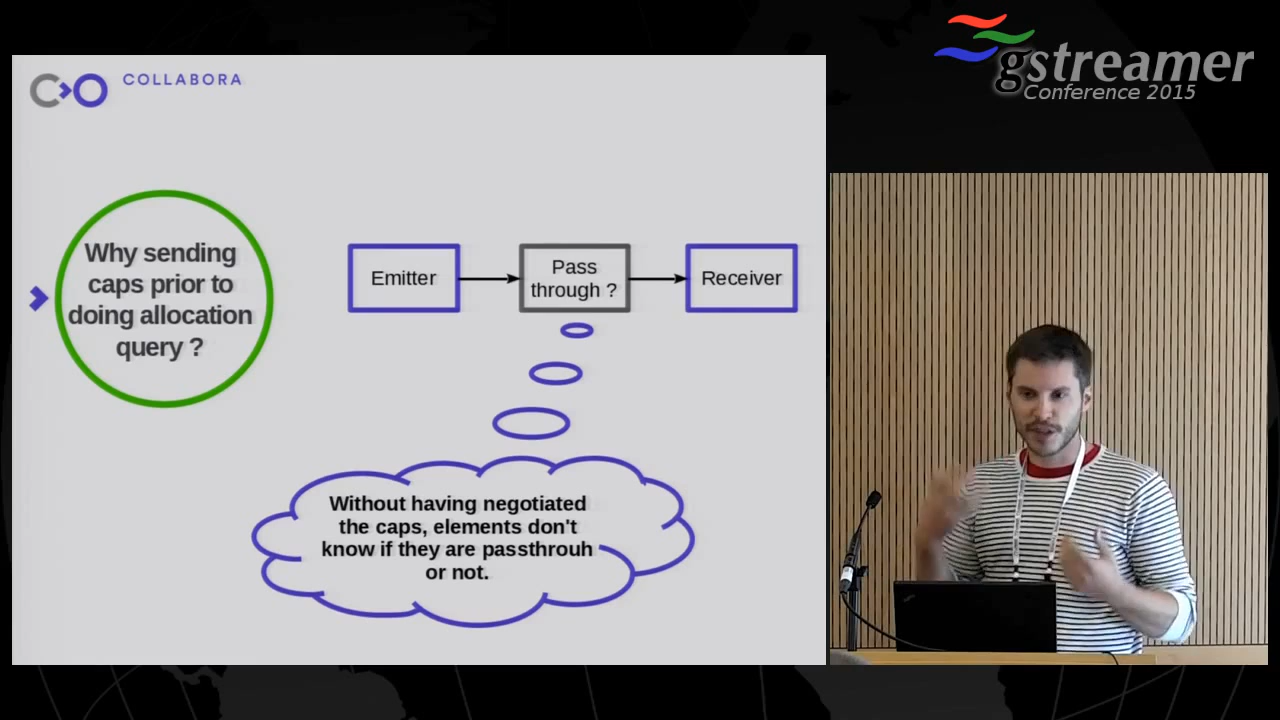 gstreamer
Conference 2015
COLLABORA
Why sending
caps prior to
doing allocation
query ?
Emitter
Pass
through ?
Receiver
Without having negotiated
the caps, elements don't
know if they are passthrouh
or not.